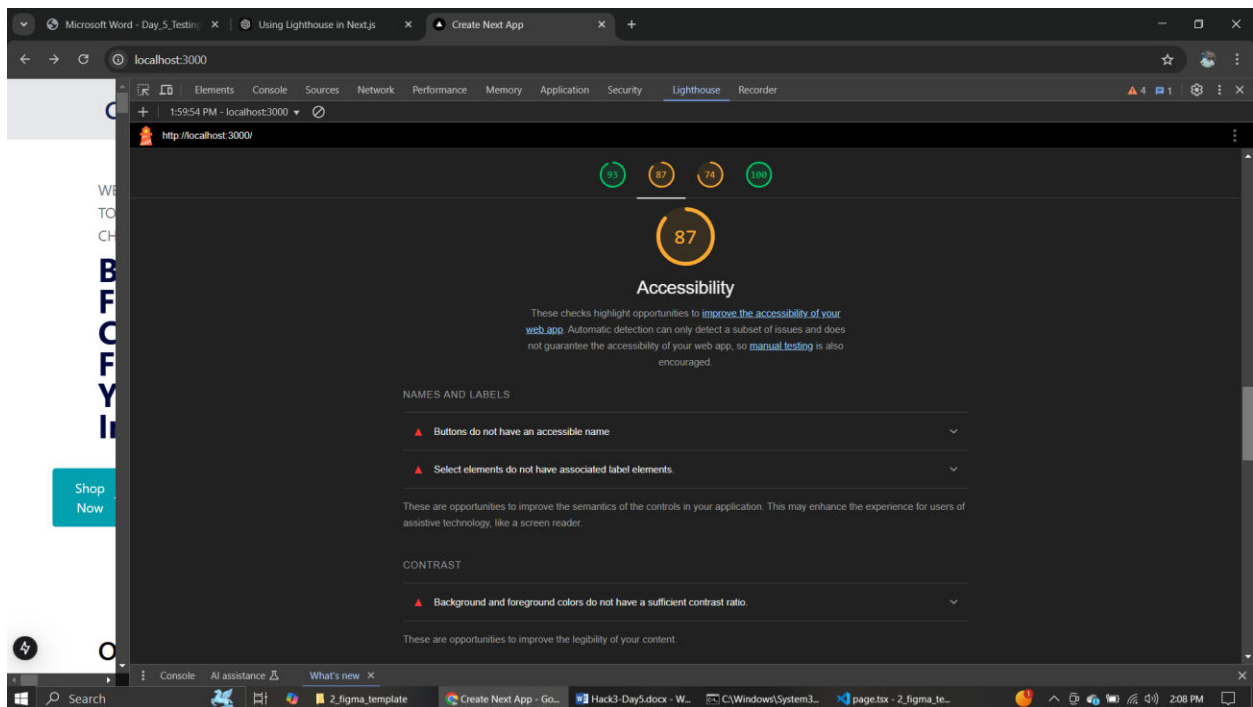 Microsoft Word - Day_5_Testing
Using Lighthouse in Next.js
Create Next App
localhost:3000
Elements Console Sources Network Performance Memory Application Security Lighthouse Recorder 4 1
1:59:54 PM - localhost:3000
http://localhost:3000/
93 87 74 100
87
Accessibility
These checks highlight opportunities to improve the accessibility of your
web app. Automatic detection can only detect a subset of issues and does
not guarantee the accessibility of your web app, so manual testing is also
encouraged.
NAMES AND LABELS
Buttons do not have an accessible name
Select elements do not have associated label elements.
These are opportunities to improve the semantics of the controls in your application. This may enhance the experience for users of
assistive technology, like a screen reader.
CONTRAST
Background and foreground colors do not have a sufficient contrast ratio.
These are opportunities to improve the legibility of your content.
C
WE
TO
CH
B
F
C
F
Y
In
Shop
Now
O
Console AI assistance What's new
Search 2_figma_template Create Next App - Go... Hack3-Day5.docx - W... C:\Windows\System3... page.tsx - 2_figma_te... 2:08 PM